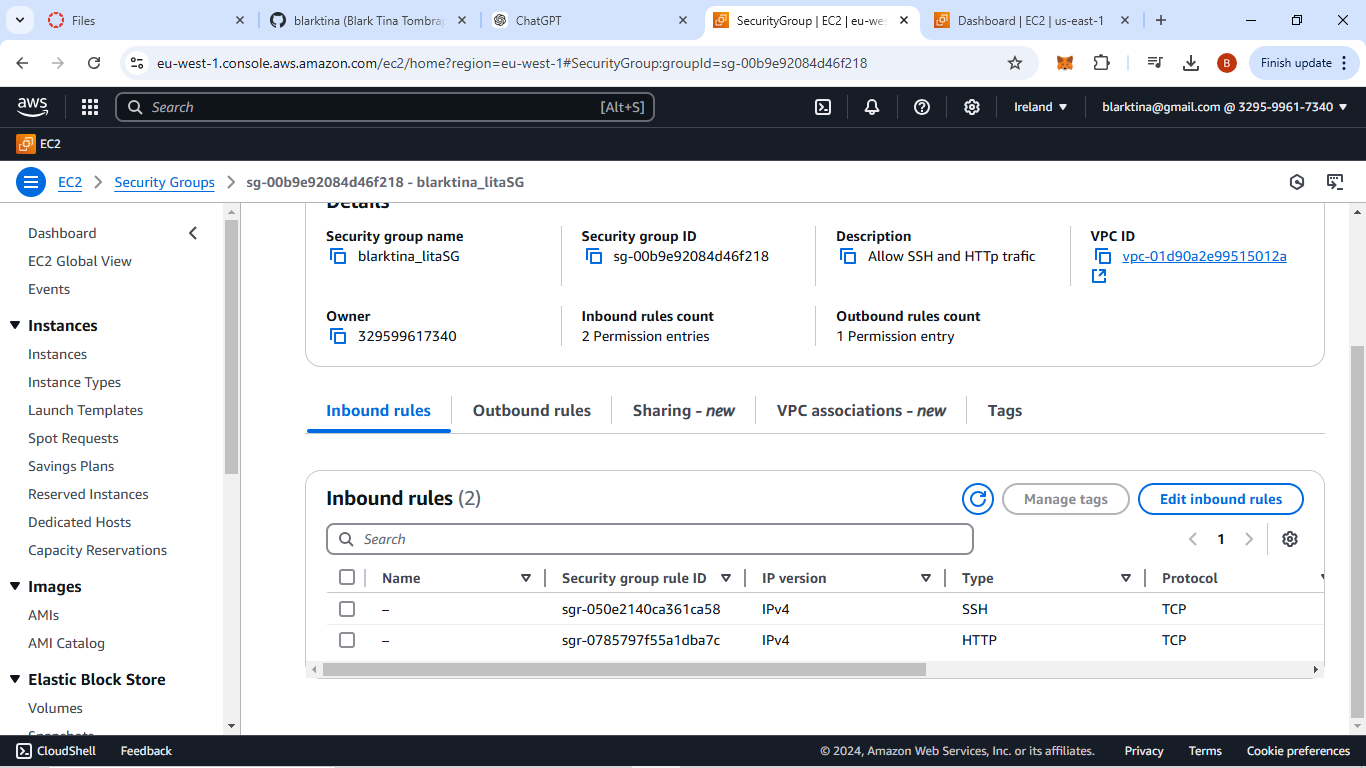 Files
blarktina (Blark Tina Tombrap
ChatGPT
SecurityGroup | EC2 | eu-wes
Dashboard | EC2 | us-east-1
eu-west-1.console.aws.amazon.com/ec2/home?region=eu-west-1#SecurityGroup:groupId=sg-00b9e92084d46f218
B
Finish update
aws
Search
[Alt+S]
Ireland
blarktina@gmail.com @ 3295-9961-7340
EC2
EC2
Security Groups
sg-00b9e92084d46f218 - blarktina_litaSG
Dashboard
EC2 Global View
Events
Instances
Instances
Instance Types
Launch Templates
Spot Requests
Savings Plans
Reserved Instances
Dedicated Hosts
Capacity Reservations
Images
AMIs
AMI Catalog
Elastic Block Store
Volumes
Snapshots
Details
Security group name
blarktina_litaSG
Security group ID
sg-00b9e92084d46f218
Description
Allow SSH and HTTp trafic
VPC ID
vpc-01d90a2e99515012a
Owner
329599617340
Inbound rules count
2 Permission entries
Outbound rules count
1 Permission entry
Inbound rules
Outbound rules
Sharing - new
VPC associations - new
Tags
Inbound rules (2)
Manage tags
Edit inbound rules
Search
1
Name Security group rule ID IP version Type Protocol
– sgr-050e2140ca361ca58 IPv4 SSH TCP
– sgr-0785797f55a1dba7c IPv4 HTTP TCP
CloudShell
Feedback
© 2024, Amazon Web Services, Inc. or its affiliates.
Privacy
Terms
Cookie preferences